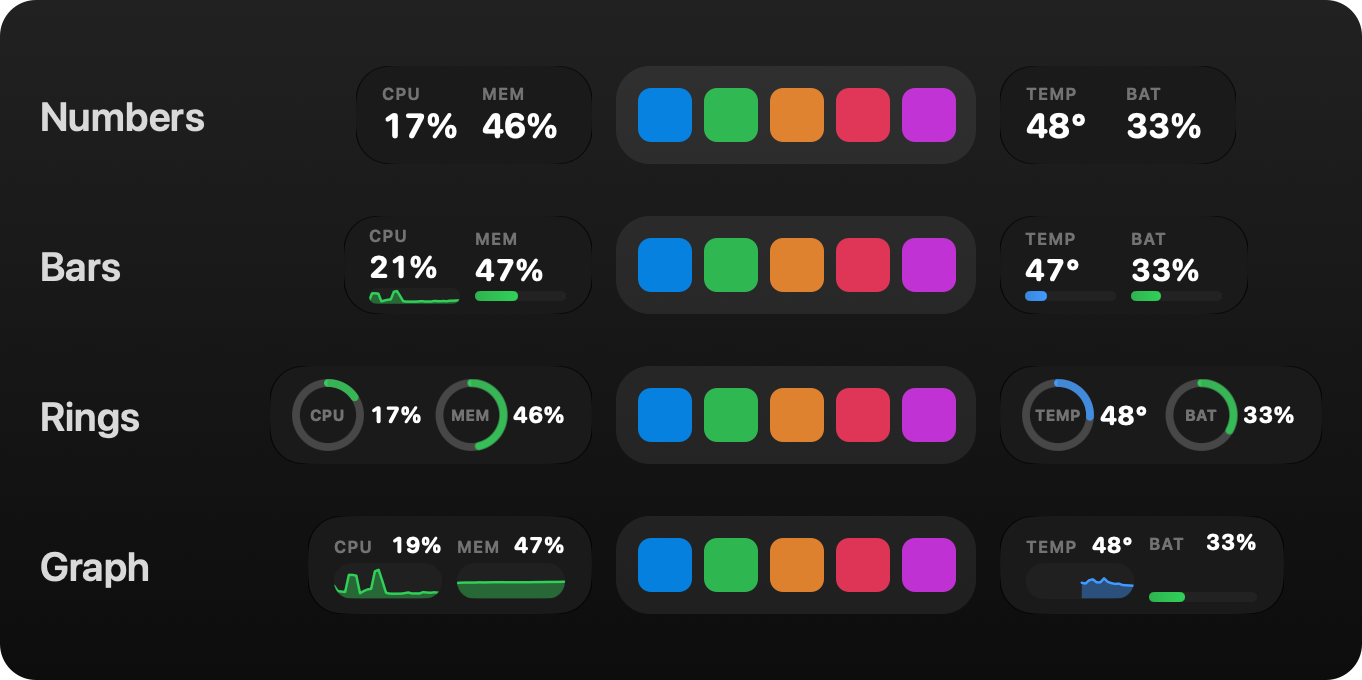 Numbers
CPU MEM TEMP BAT
17% 46% 48° 33%
Bars
CPU MEM TEMP BAT
21% 47% 47° 33%
Rings
CPU 17% MEM 46% TEMP 48° BAT 33%
Graph
CPU 19% MEM 47% TEMP 48° BAT 33%